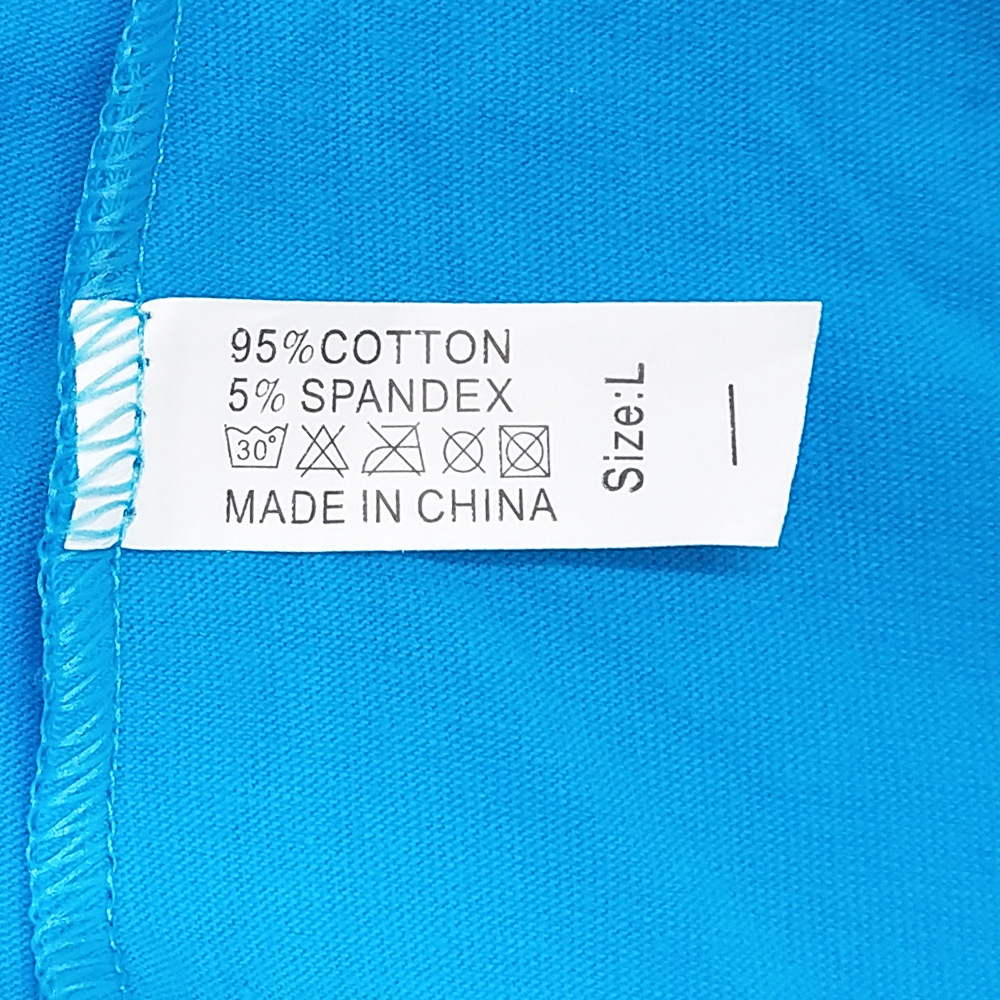 95%COTTON
5% SPANDEX
30°
MADE IN CHINA
Size:L